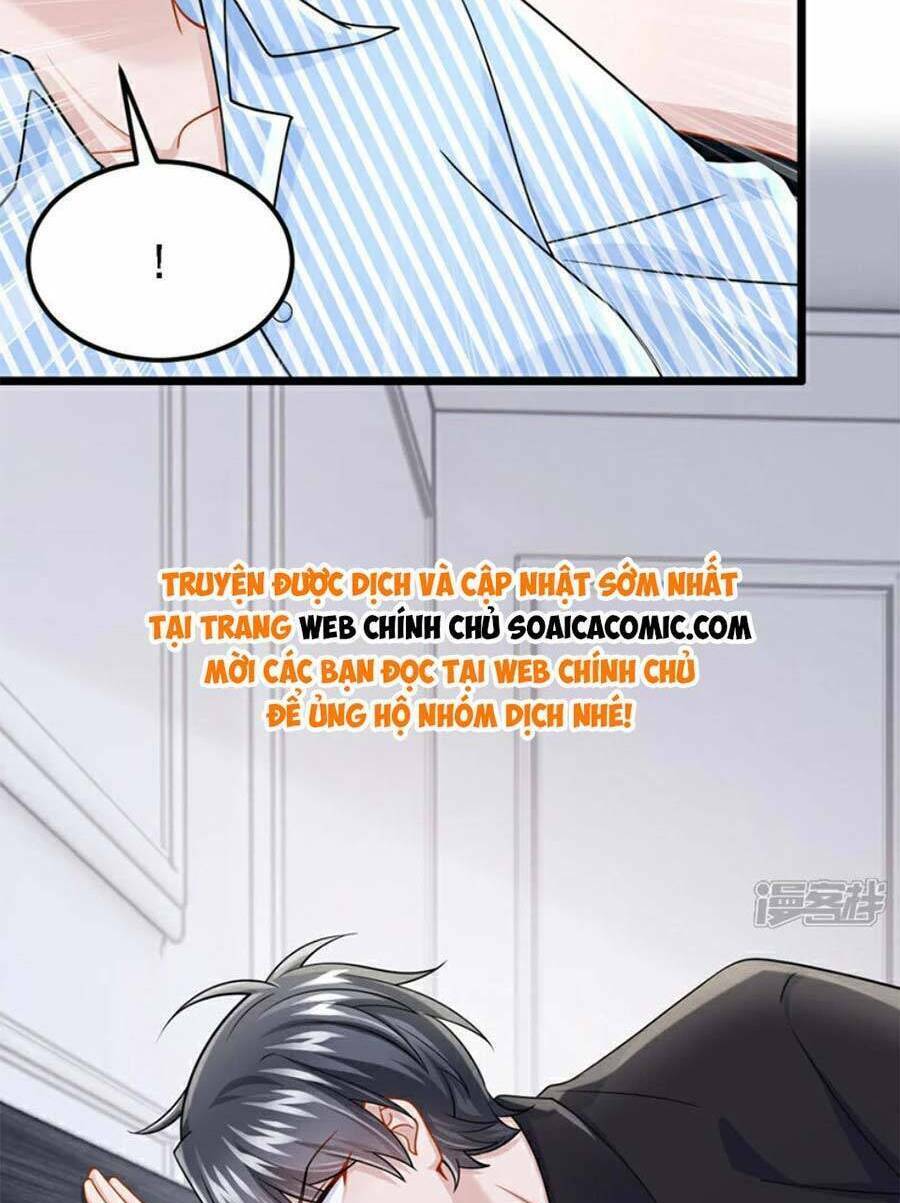 !
TRUYỆN ĐƯỢC DỊCH VÀ CẬP NHẬT SỚM NHẤT
TẠI TRANG WEB CHÍNH CHỦ SOAICACOMIC.COM
MỜI CÁC BẠN ĐỌC TẠI WEB CHÍNH CHỦ
ĐỂ ỦNG HỘ NHÓM DỊCH NHÉ!
漫客栈